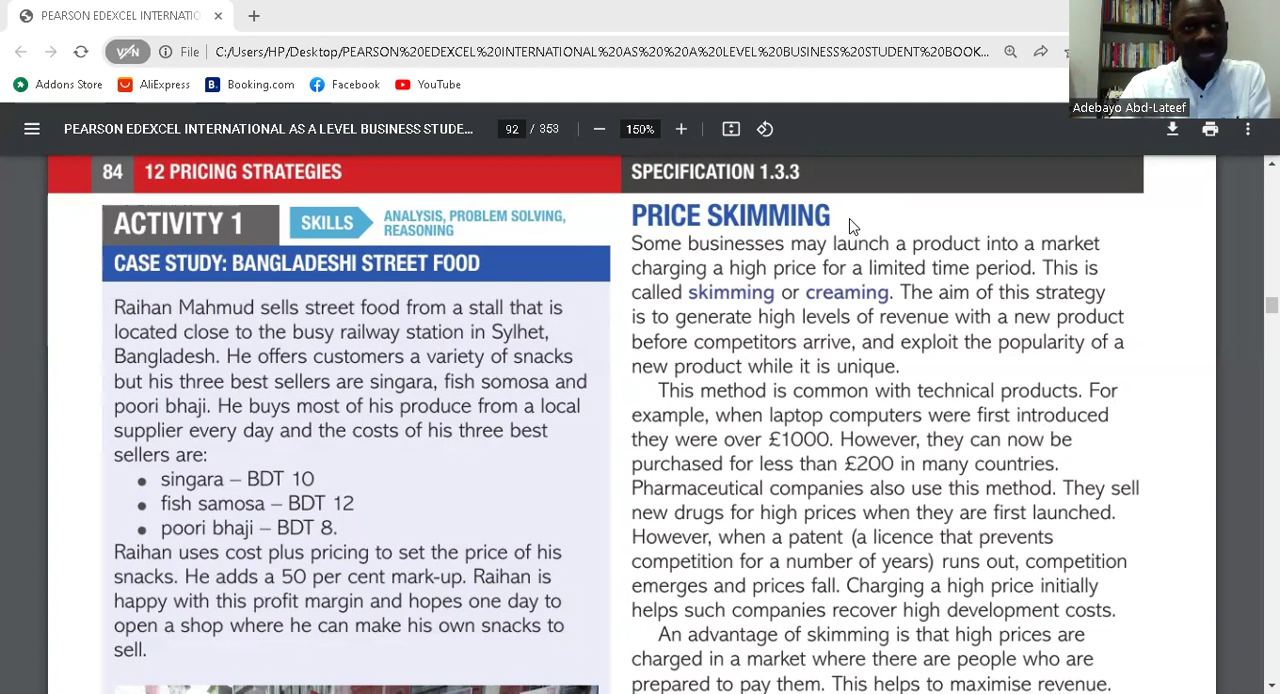 PEARSON EDEXCEL INTERNATIO
File
C:/Users/HP/Desktop/PEARSON%20EDEXCEL%20INTERNATIONAL%20AS%20%20A%20LEVEL%20BUSINESS%20STUDENT%20BOOK...
Addons Store
AliExpress
B.
Booking.com
Facebook
YouTube
Adebayo Abd-Lateef
PEARSON EDEXCEL INTERNATIONAL AS A LEVEL BUSINESS STUDE...
92 / 353
150%
84 12 PRICING STRATEGIES
SPECIFICATION 1.3.3
ACTIVITY 1
SKILLS
ANALYSIS, PROBLEM SOLVING,
REASONING
CASE STUDY: BANGLADESHI STREET FOOD
Raihan Mahmud sells street food from a stall that is
located close to the busy railway station in Sylhet,
Bangladesh. He offers customers a variety of snacks
but his three best sellers are singara, fish somosa and
poori bhaji. He buys most of his produce from a local
supplier every day and the costs of his three best
sellers are:
● singara – BDT 10
● fish samosa – BDT 12
● poori bhaji – BDT 8.
Raihan uses cost plus pricing to set the price of his
snacks. He adds a 50 per cent mark-up. Raihan is
happy with this profit margin and hopes one day to
open a shop where he can make his own snacks to
sell.
PRICE SKIMMING
Some businesses may launch a product into a market
charging a high price for a limited time period. This is
called skimming or creaming. The aim of this strategy
is to generate high levels of revenue with a new product
before competitors arrive, and exploit the popularity of a
new product while it is unique.
This method is common with technical products. For
example, when laptop computers were first introduced
they were over £1000. However, they can now be
purchased for less than £200 in many countries.
Pharmaceutical companies also use this method. They sell
new drugs for high prices when they are first launched.
However, when a patent (a licence that prevents
competition for a number of years) runs out, competition
emerges and prices fall. Charging a high price initially
helps such companies recover high development costs.
An advantage of skimming is that high prices are
charged in a market where there are people who are
prepared to pay them. This helps to maximise revenue.